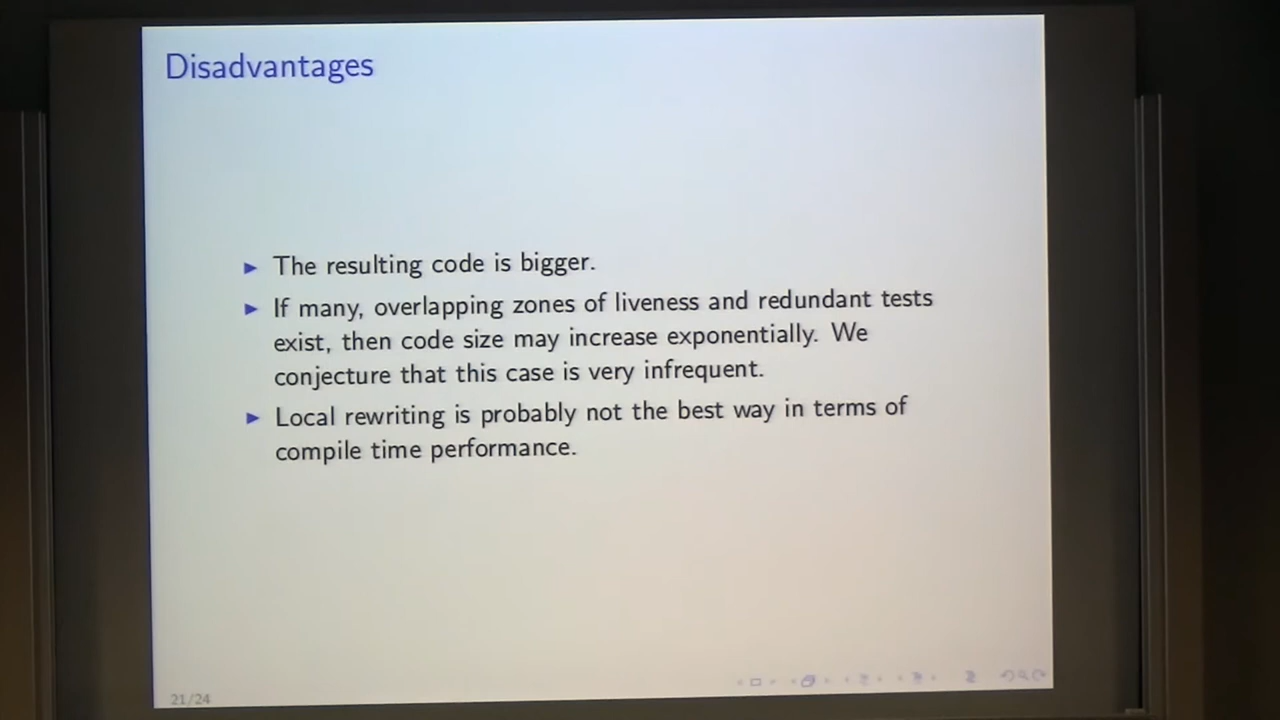 Disadvantages
► The resulting code is bigger.
► If many, overlapping zones of liveness and redundant tests
exist, then code size may increase exponentially. We
conjecture that this case is very infrequent.
► Local rewriting is probably not the best way in terms of
compile time performance.
21/24